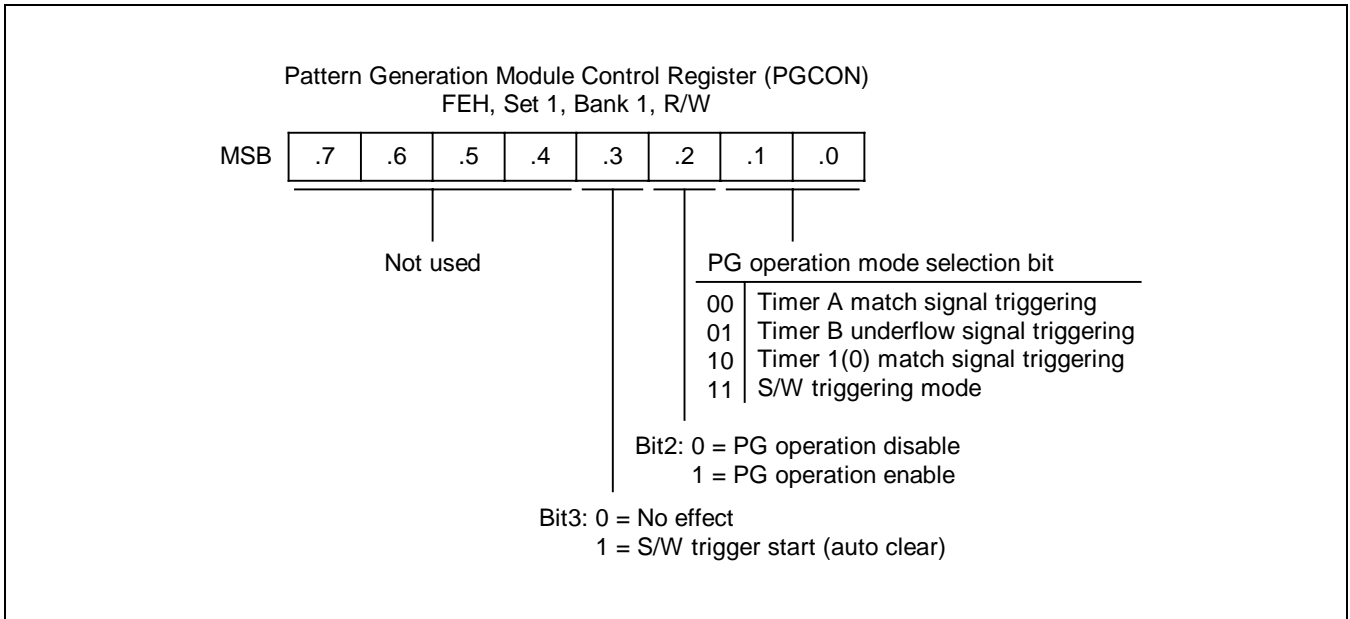 Pattern Generation Module Control Register (PGCON)
FEH, Set 1, Bank 1, R/W
MSB .7 .6 .5 .4 .3 .2 .1 .0
Not used
PG operation mode selection bit
00 Timer A match signal triggering
01 Timer B underflow signal triggering
10 Timer 1(0) match signal triggering
11 S/W triggering mode
Bit2: 0 = PG operation disable
1 = PG operation enable
Bit3: 0 = No effect
1 = S/W trigger start (auto clear)